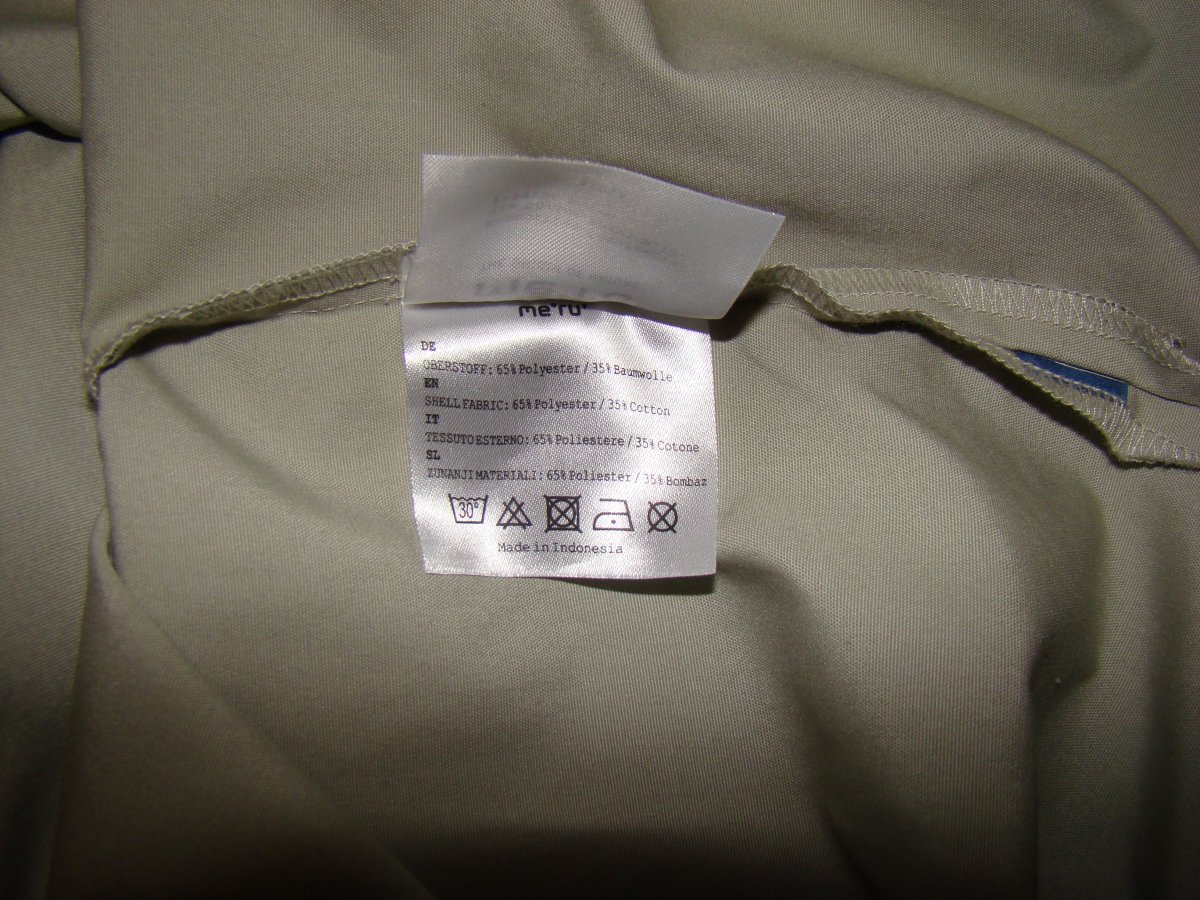 me°ru°
DE
OBERSTOFF: 65% Polyester / 35% Baumwolle
EN
SHELL FABRIC: 65% Polyester / 35% Cotton
IT
TESSUTO ESTERNO: 65% Poliestere / 35% Cotone
SL
ZUNANJI MATERIALI: 65% Poliester / 35% Bombaz
30°
Made in Indonesia